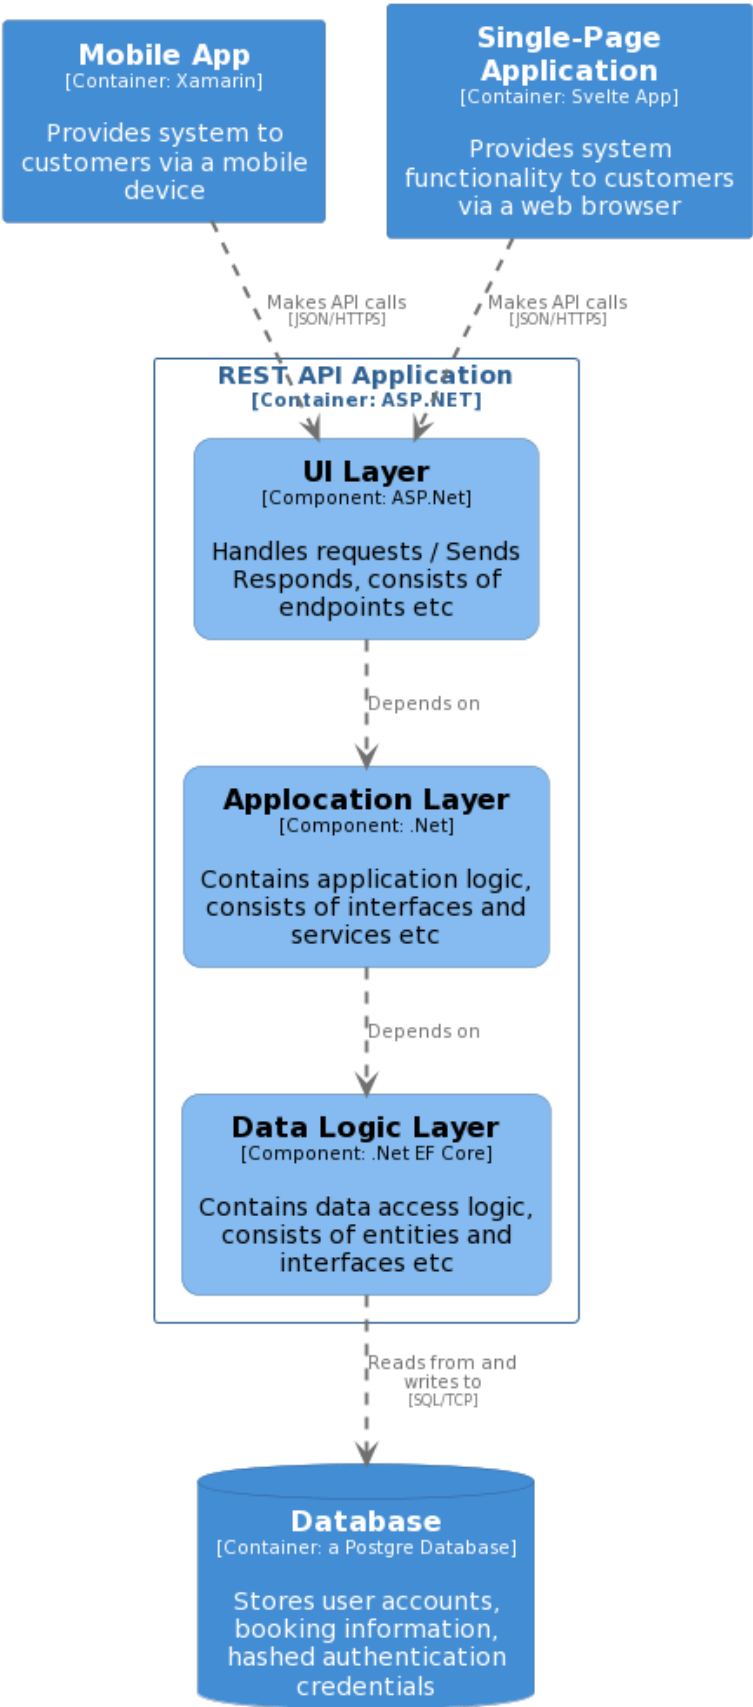 Mobile App
[Container: Xamarin]
Provides system to
customers via a mobile
device
Single-Page
Application
[Container: Svelte App]
Provides system
functionality to customers
via a web browser
Makes API calls
[JSON/HTTPS]
Makes API calls
[JSON/HTTPS]
REST API Application
[Container: ASP.NET]
UI Layer
[Component: ASP.Net]
Handles requests / Sends
Responds, consists of
endpoints etc
Depends on
Applocation Layer
[Component: .Net]
Contains application logic,
consists of interfaces and
services etc
Depends on
Data Logic Layer
[Component: .Net EF Core]
Contains data access logic,
consists of entities and
interfaces etc
Reads from and
writes to
[SQL/TCP]
Database
[Container: a Postgre Database]
Stores user accounts,
booking information,
hashed authentication
credentials